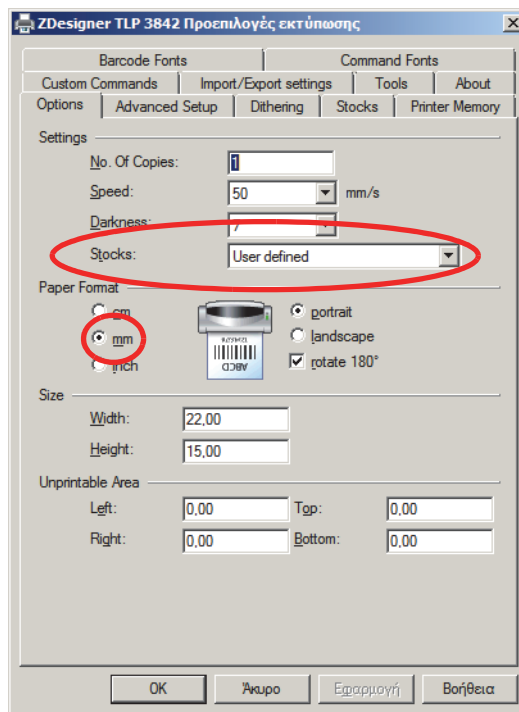 ZDesigner TLP 3842 Προεπιλογές εκτύπωσης
Barcode Fonts Command Fonts
Custom Commands Import/Export settings Tools About
Options Advanced Setup Dithering Stocks Printer Memory
Settings
No. Of Copies: 1
Speed: 50 mm/s
Darkness: 7
Stocks: User defined
Paper Format
cm portrait
mm landscape
inch rotate 180°
12345672
ABCD
Size
Width: 22,00
Height: 15,00
Unprintable Area
Left: 0,00 Top: 0,00
Right: 0,00 Bottom: 0,00
OK Άκυρο Εφαρμογή Βοήθεια